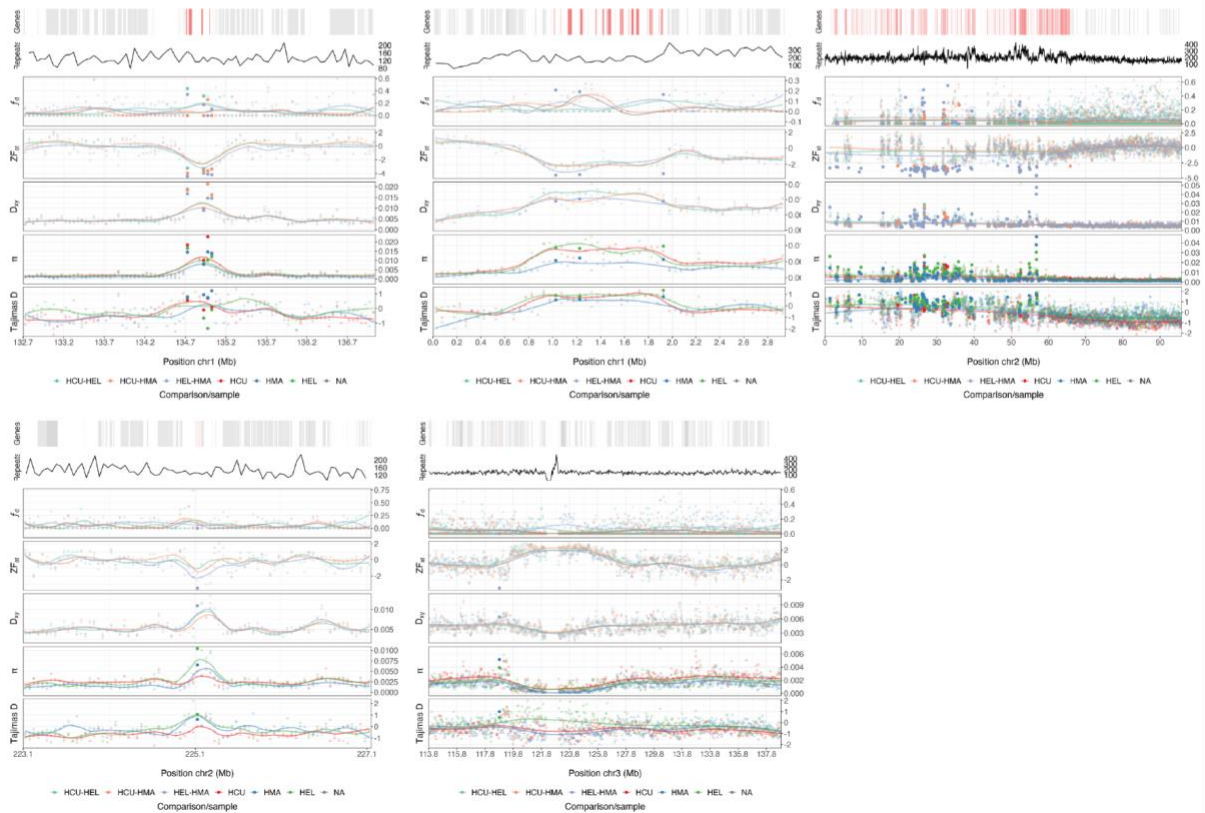 Genes
Repeats
200
160
120
80
fd
0.6
0.4
0.2
0.0
ZFst
2
0
-2
-4
Dxy
0.020
0.015
0.010
0.005
0.000
π
0.020
0.015
0.010
0.005
0.000
Tajimas D
1
0
-1
132.7 133.2 133.7 134.2 134.7 135.2 135.7 136.2 136.7
Position chr1 (Mb)
HCU-HEL HCU-HMA HEL-HMA HCU HMA HEL NA
Comparison/sample
Genes
Repeats
300
200
100
fd
0.3
0.2
0.1
0.0
-0.1
ZFst
0
-2
Dxy
π
Tajimas D
1
0
-1
-2
0.0 0.2 0.4 0.6 0.8 1.0 1.2 1.4 1.6 1.8 2.0 2.2 2.4 2.6 2.8
Position chr1 (Mb)
HCU-HEL HCU-HMA HEL-HMA HCU HMA HEL NA
Comparison/sample
Genes
Repeats
400
300
200
100
fd
0.6
0.4
0.2
0.0
ZFst
2.5
0.0
-2.5
-5.0
Dxy
0.05
0.04
0.03
0.02
0.01
0.00
π
0.04
0.03
0.02
0.01
0.00
Tajimas D
2
1
0
-1
-2
0 10 20 30 40 50 60 70 80 90
Position chr2 (Mb)
HCU-HEL HCU-HMA HEL-HMA HCU HMA HEL NA
Comparison/sample
Genes
Repeats
200
160
120
fd
0.75
0.50
0.25
0.00
ZFst
2
0
-2
Dxy
0.010
0.005
π
0.0100
0.0075
0.0050
0.0025
0.0000
Tajimas D
2
1
0
-1
223.1 225.1 227.1
Position chr2 (Mb)
HCU-HEL HCU-HMA HEL-HMA HCU HMA HEL NA
Comparison/sample
Genes
Repeats
400
300
200
100
fd
0.6
0.4
0.2
0.0
ZFst
2
0
-2
Dxy
0.009
0.006
0.003
π
0.006
0.004
0.002
0.000
Tajimas D
2
1
0
-1
-2
113.8 115.8 117.8 119.8 121.8 123.8 125.8 127.8 129.8 131.8 133.8 135.8 137.8
Position chr3 (Mb)
HCU-HEL HCU-HMA HEL-HMA HCU HMA HEL NA
Comparison/sample